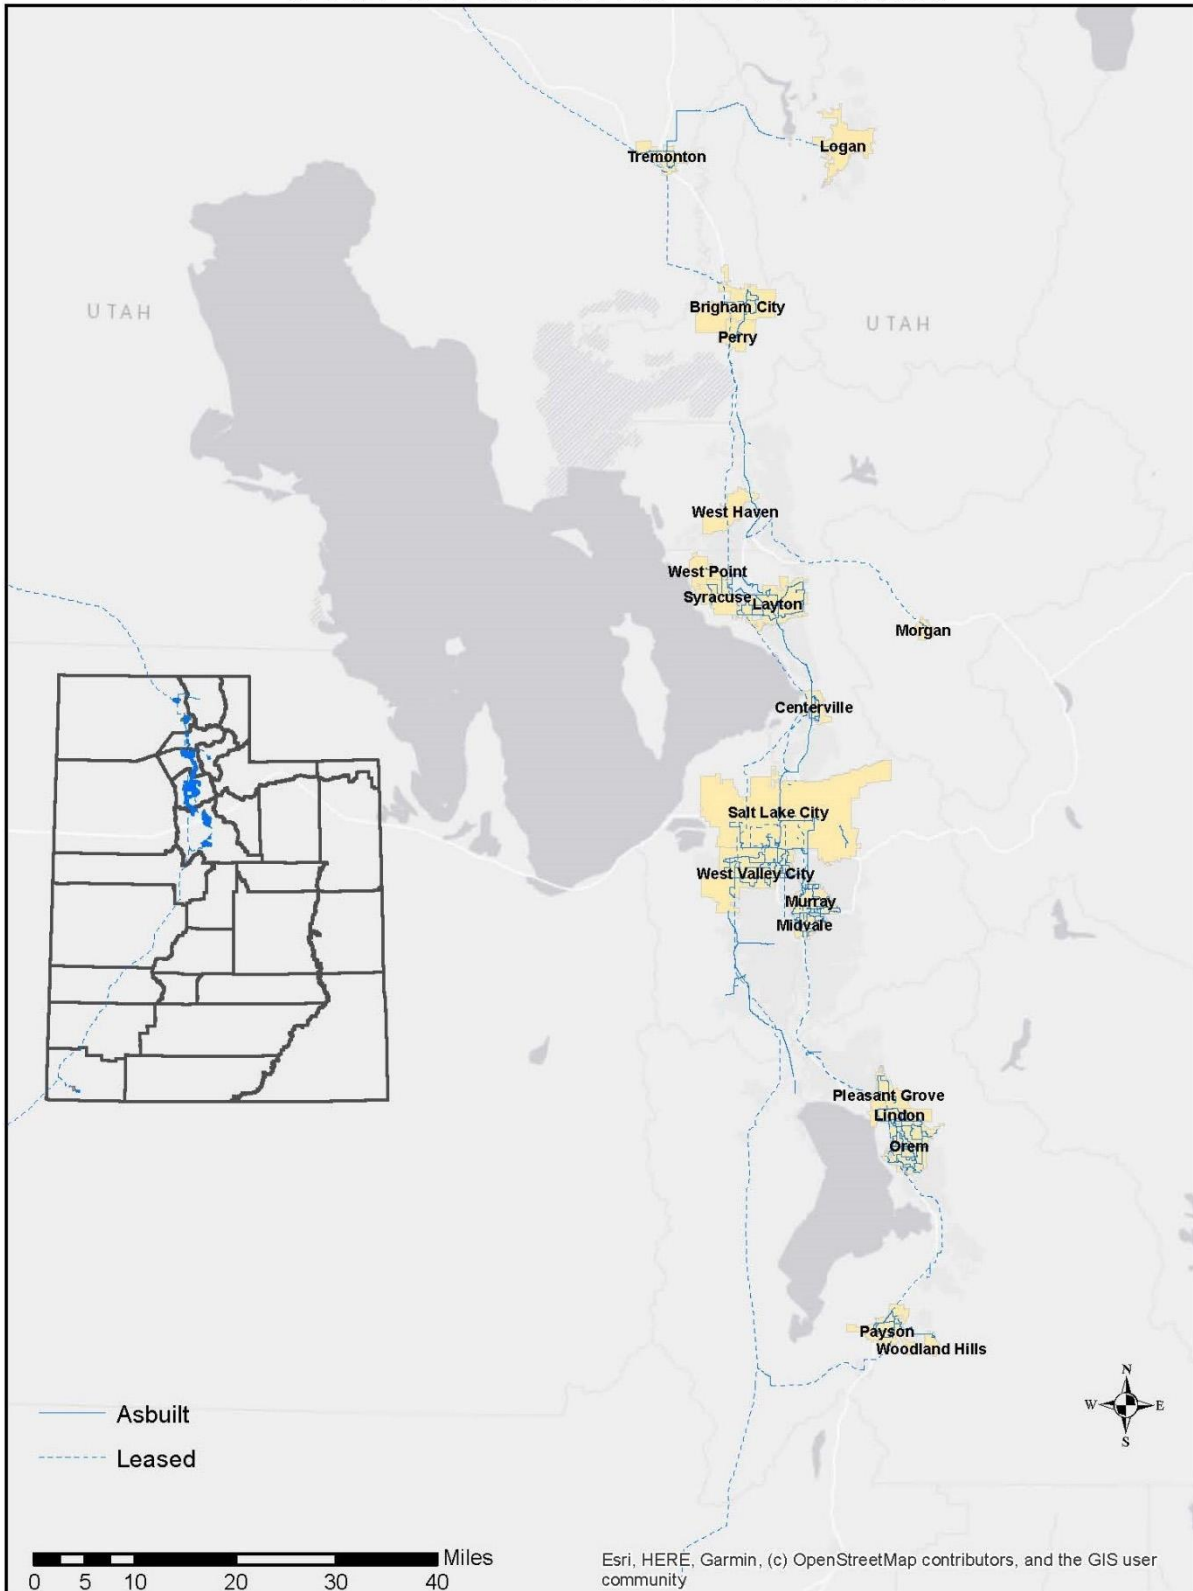 Logan
Tremonton
UTAH
Brigham City
UTAH
Perry
West Haven
West Point
Syracuse
Layton
Morgan
Centerville
Salt Lake City
West Valley City
Murray
Midvale
Pleasant Grove
Lindon
Orem
Payson
Woodland Hills
N
W E
S
Asbuilt
Leased
Miles
0 5 10 20 30 40
Esri, HERE, Garmin, (c) OpenStreetMap contributors, and the GIS user
community